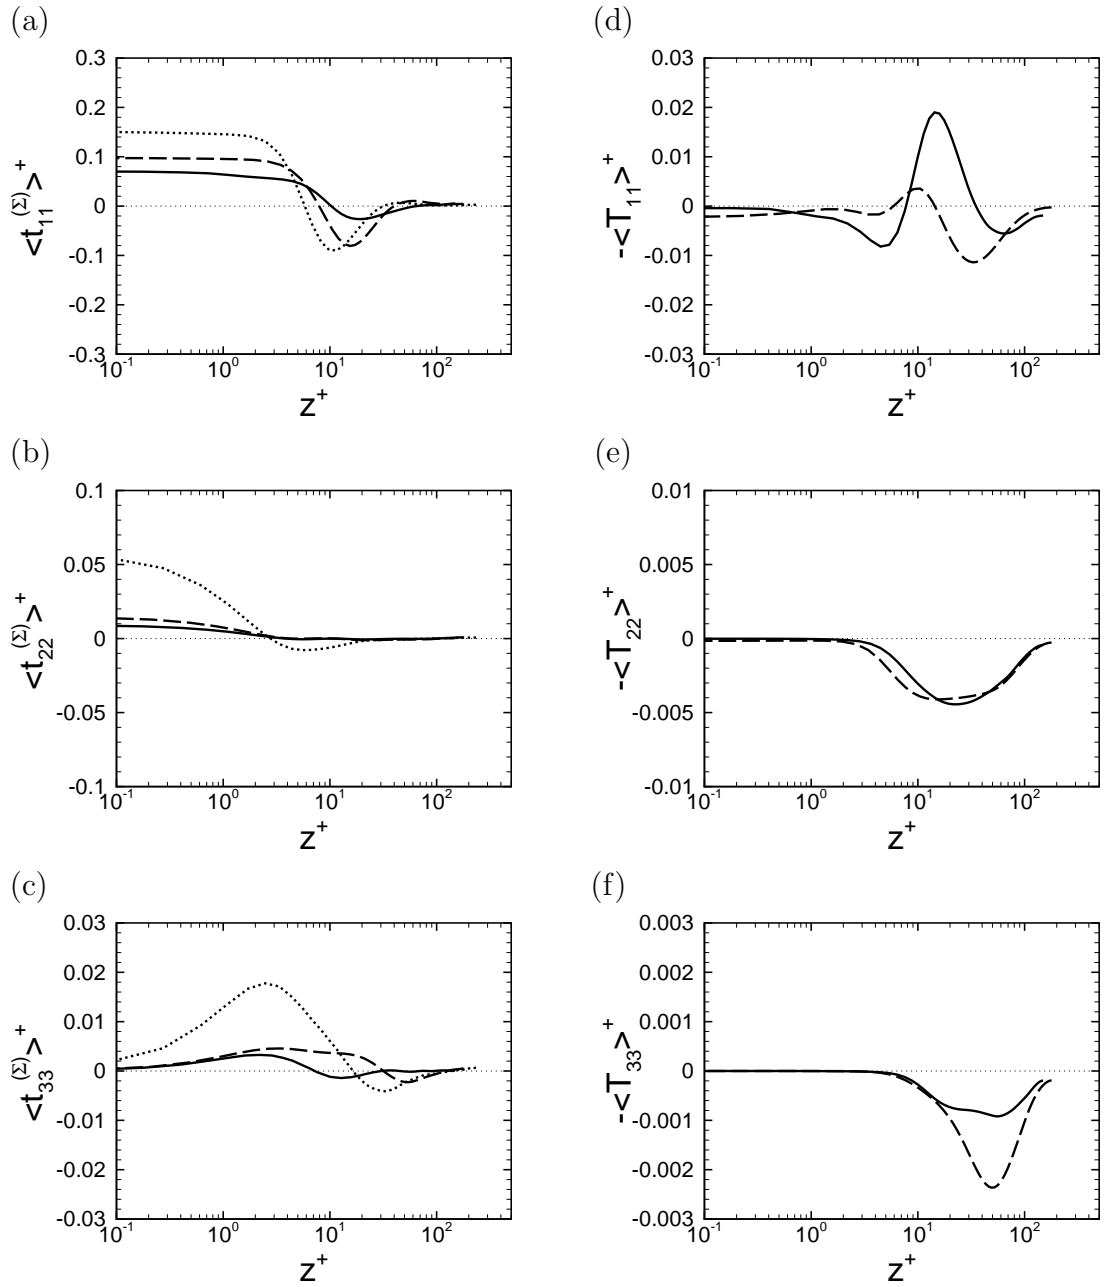 (a)
0.3
0.2
0.1
0
-0.1
-0.2
-0.3
<t₁₁^(Σ)>⁺
10⁻¹ 10⁰ 10¹ 10²
z⁺
(d)
0.03
0.02
0.01
0
-0.01
-0.02
-0.03
-<T₁₁>⁺
10⁻¹ 10⁰ 10¹ 10²
z⁺
(b)
0.1
0.05
0
-0.05
-0.1
<t₂₂^(Σ)>⁺
10⁻¹ 10⁰ 10¹ 10²
z⁺
(e)
0.01
0.005
0
-0.005
-0.01
-<T₂₂>⁺
10⁻¹ 10⁰ 10¹ 10²
z⁺
(c)
0.03
0.02
0.01
0
-0.01
-0.02
-0.03
<t₃₃^(Σ)>⁺
10⁻¹ 10⁰ 10¹ 10²
z⁺
(f)
0.003
0.002
0.001
0
-0.001
-0.002
-0.003
-<T₃₃>⁺
10⁻¹ 10⁰ 10¹ 10²
z⁺